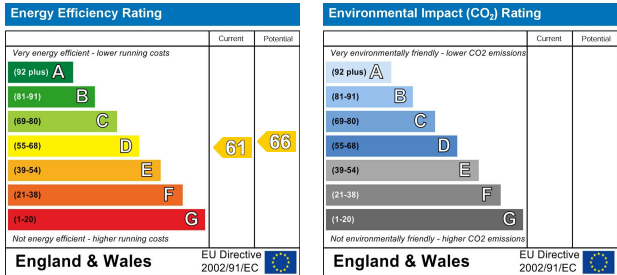 Energy Efficiency Rating
Current Potential
Very energy efficient - lower running costs
(92 plus) A
(81-91) B
(69-80) C
(55-68) D
61 66
(39-54) E
(21-38) F
(1-20) G
Not energy efficient - higher running costs
England & Wales
EU Directive
2002/91/EC
Environmental Impact (CO₂) Rating
Current Potential
Very environmentally friendly - lower CO2 emissions
(92 plus) A
(81-91) B
(69-80) C
(55-68) D
(39-54) E
(21-38) F
(1-20) G
Not environmentally friendly - higher CO2 emissions
England & Wales
EU Directive
2002/91/EC